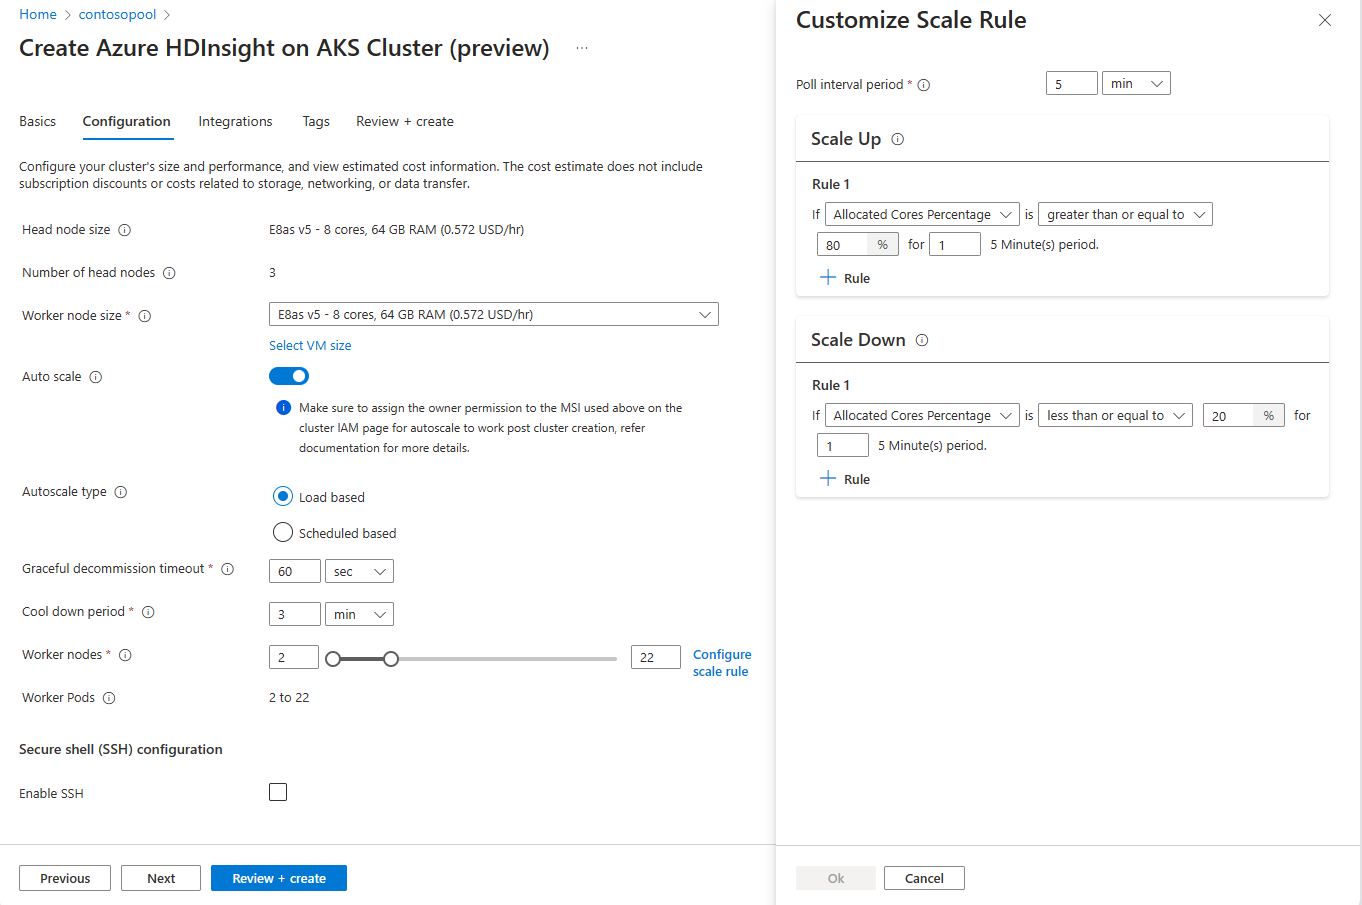 Home > contosopool >
Create Azure HDInsight on AKS Cluster (preview) ...
Basics Configuration Integrations Tags Review + create
Configure your cluster's size and performance, and view estimated cost information. The cost estimate does not include
subscription discounts or costs related to storage, networking, or data transfer.
Head node size E8as v5 - 8 cores, 64 GB RAM (0.572 USD/hr)
Number of head nodes 3
Worker node size * E8as v5 - 8 cores, 64 GB RAM (0.572 USD/hr)
Select VM size
Auto scale
Make sure to assign the owner permission to the MSI used above on the
cluster IAM page for autoscale to work post cluster creation, refer
documentation for more details.
Autoscale type Load based
Scheduled based
Graceful decommission timeout * 60 sec
Cool down period * 3 min
Worker nodes * 2 22 Configure
scale rule
Worker Pods 2 to 22
Secure shell (SSH) configuration
Enable SSH
Previous Next Review + create
Customize Scale Rule
Poll interval period * 5 min
Scale Up
Rule 1
If Allocated Cores Percentage is greater than or equal to
80 % for 1 5 Minute(s) period.
+ Rule
Scale Down
Rule 1
If Allocated Cores Percentage is less than or equal to 20 % for
1 5 Minute(s) period.
+ Rule
Ok Cancel